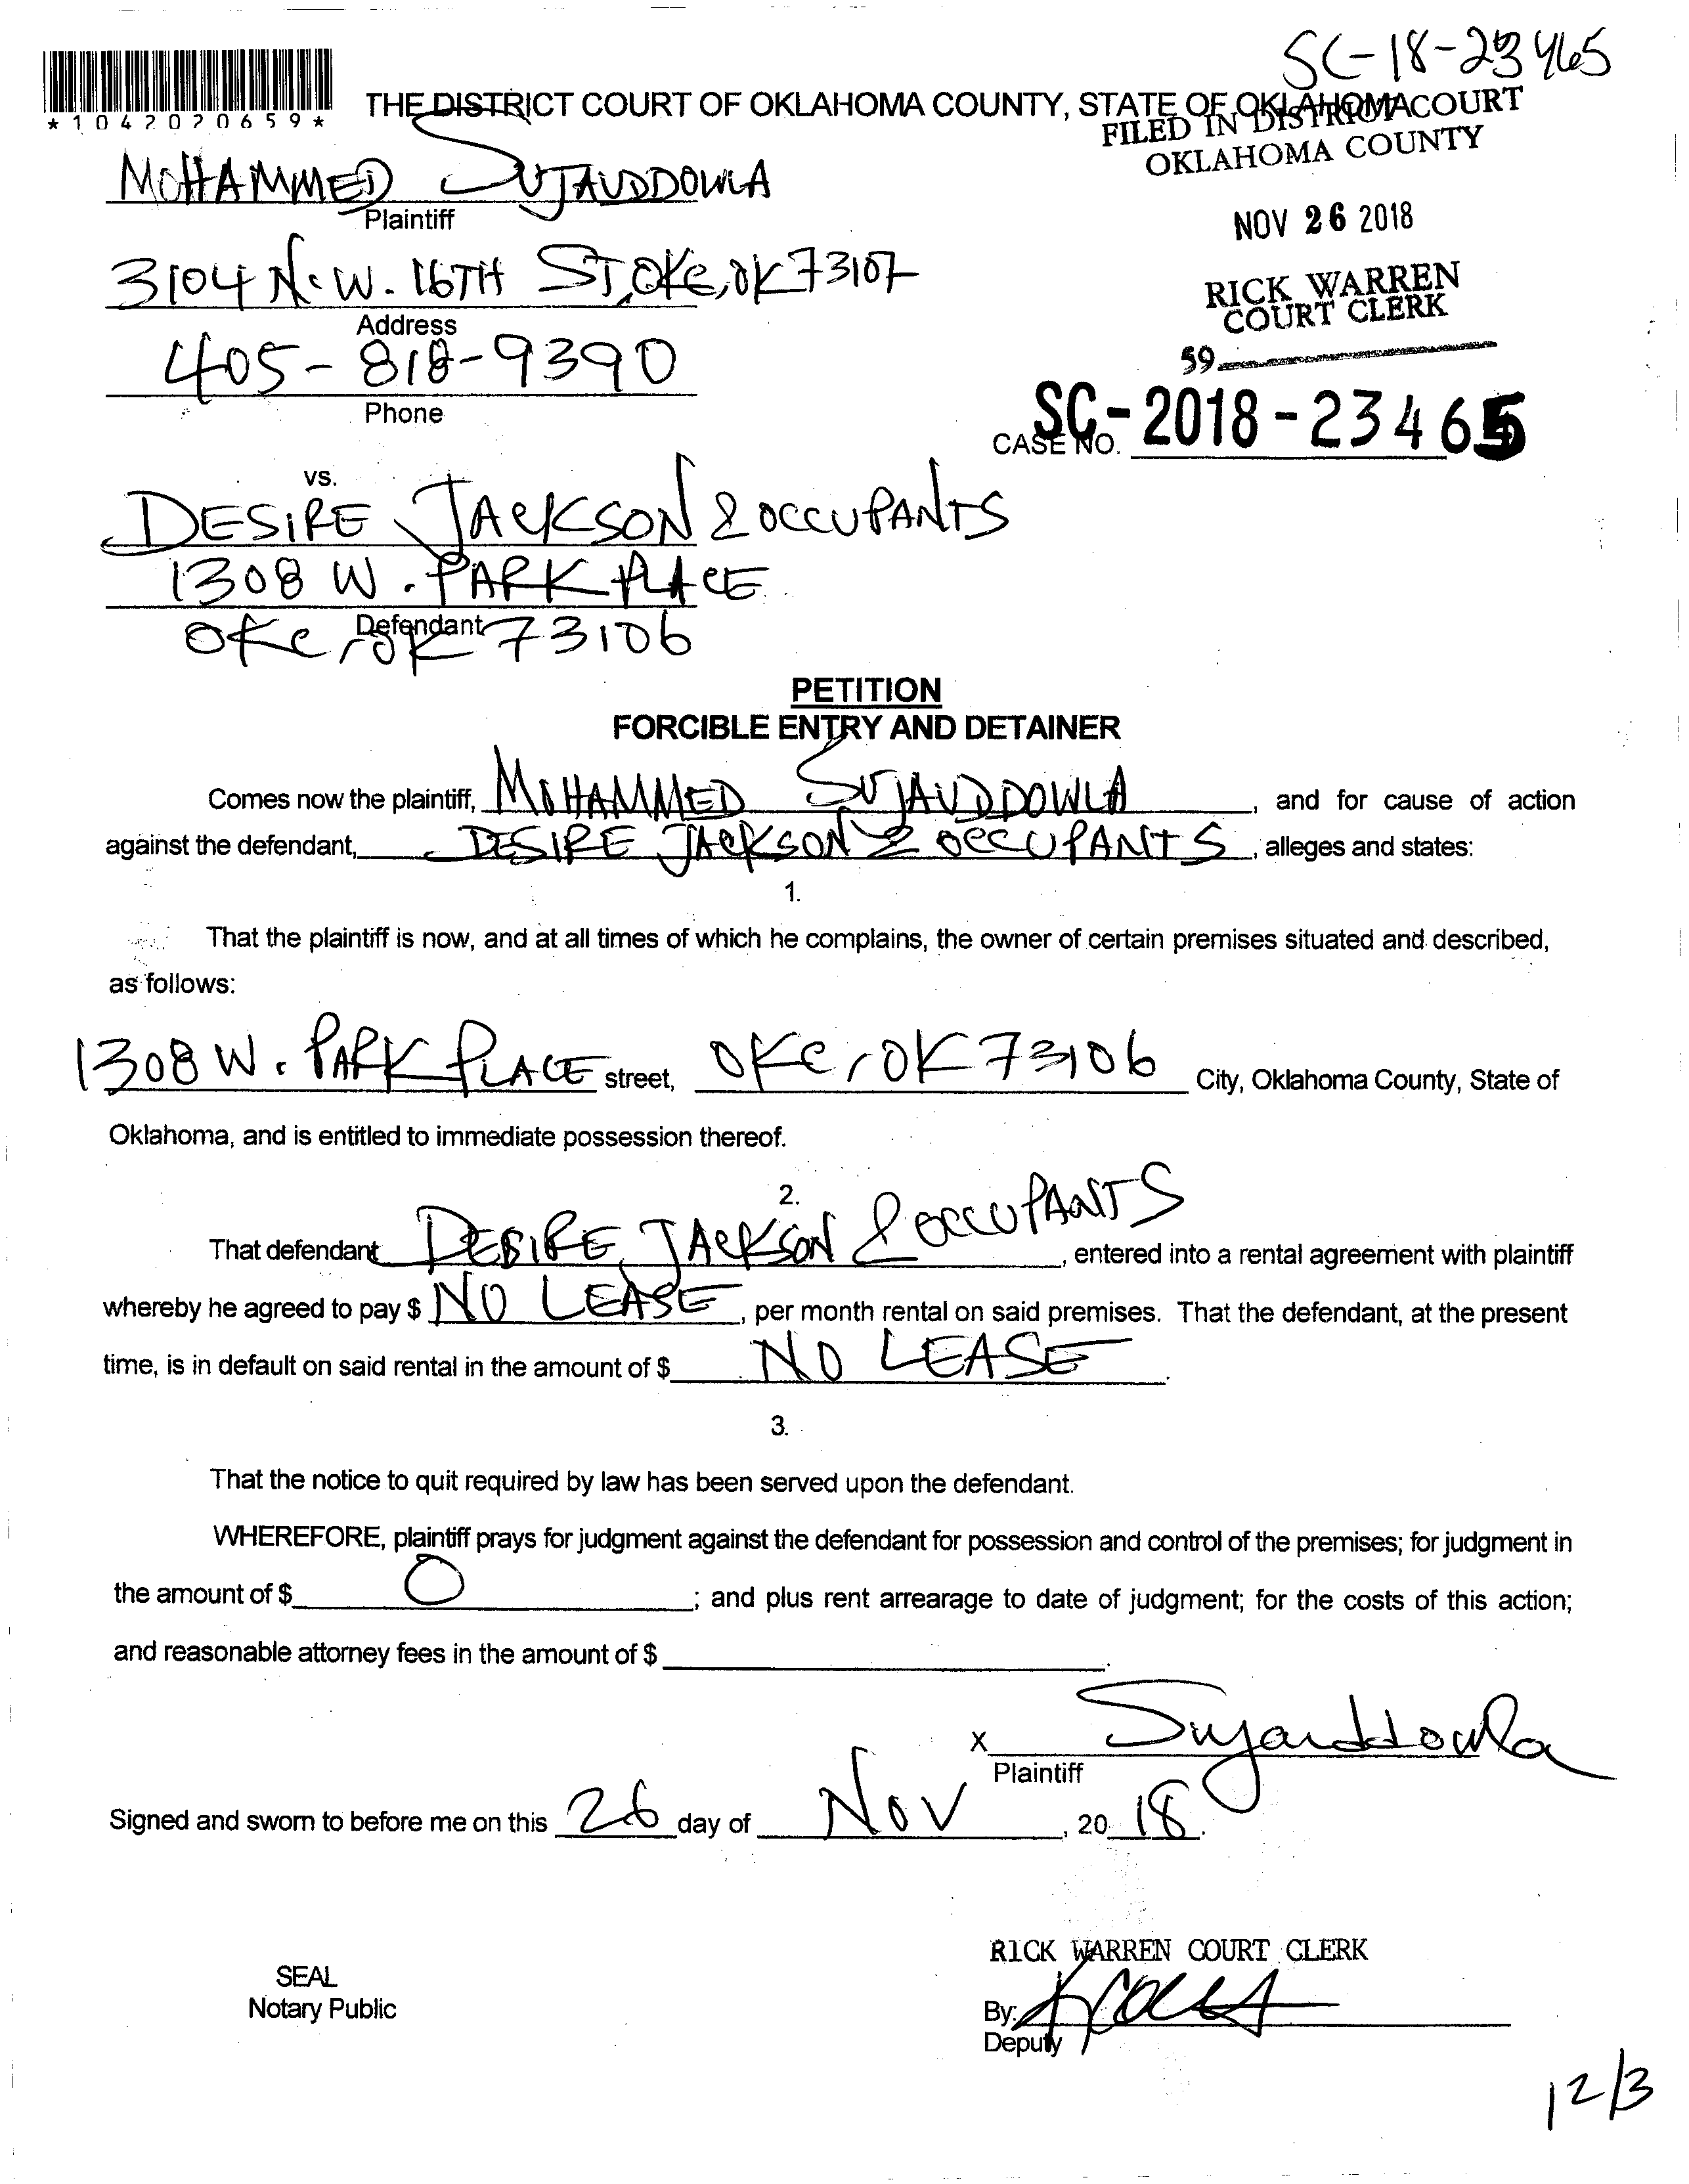 SC-18-23465
*1042020659*
THE DISTRICT COURT OF OKLAHOMA COUNTY, STATE OF OKLAHOMA
FILED IN DISTRICT COURT
OKLAHOMA COUNTY
MOHAMMED SUJAUDDOWLA
Plaintiff
NOV 26 2018
3104 N.W. 16TH ST, OKC, OK 73107
Address
RICK WARREN
COURT CLERK
405-818-9390
Phone
59
CASE NO. SC-2018-23465
vs.
DESIRE JACKSON & OCCUPANTS
1308 W. PARK PLACE
Defendant
OKC, OK 73106
PETITION
FORCIBLE ENTRY AND DETAINER
Comes now the plaintiff, MOHAMMED SUJAUDDOWLA, and for cause of action
against the defendant, DESIRE JACKSON & OCCUPANTS, alleges and states:
1.
That the plaintiff is now, and at all times of which he complains, the owner of certain premises situated and described,
as follows:
1308 W. PARK PLACE street, OKC, OK 73106 City, Oklahoma County, State of
Oklahoma, and is entitled to immediate possession thereof.
2.
That defendant DESIRE JACKSON & OCCUPANTS, entered into a rental agreement with plaintiff
whereby he agreed to pay $ NO LEASE, per month rental on said premises. That the defendant, at the present
time, is in default on said rental in the amount of $ NO LEASE.
3.
That the notice to quit required by law has been served upon the defendant.
WHEREFORE, plaintiff prays for judgment against the defendant for possession and control of the premises; for judgment in
the amount of $ 0; and plus rent arrearage to date of judgment; for the costs of this action;
and reasonable attorney fees in the amount of $.
X Sujauddowla
Plaintiff
Signed and sworn to before me on this 26 day of Nov, 2018.
RICK WARREN COURT CLERK
SEAL
Notary Public
By:
Deputy
12/3